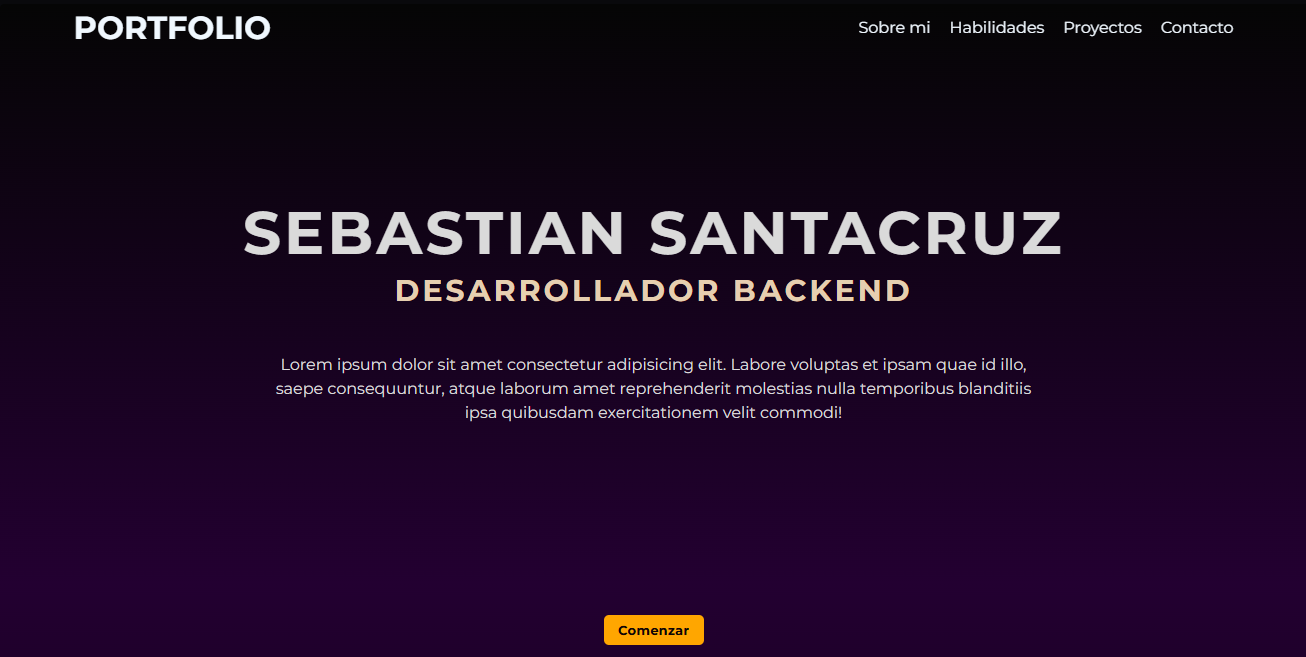 PORTFOLIO
Sobre mi Habilidades Proyectos Contacto
SEBASTIAN SANTACRUZ
DESARROLLADOR BACKEND
Lorem ipsum dolor sit amet consectetur adipisicing elit. Labore voluptas et ipsam quae id illo,
saepe consequuntur, atque laborum amet reprehenderit molestias nulla temporibus blanditiis
ipsa quibusdam exercitationem velit commodi!
Comenzar